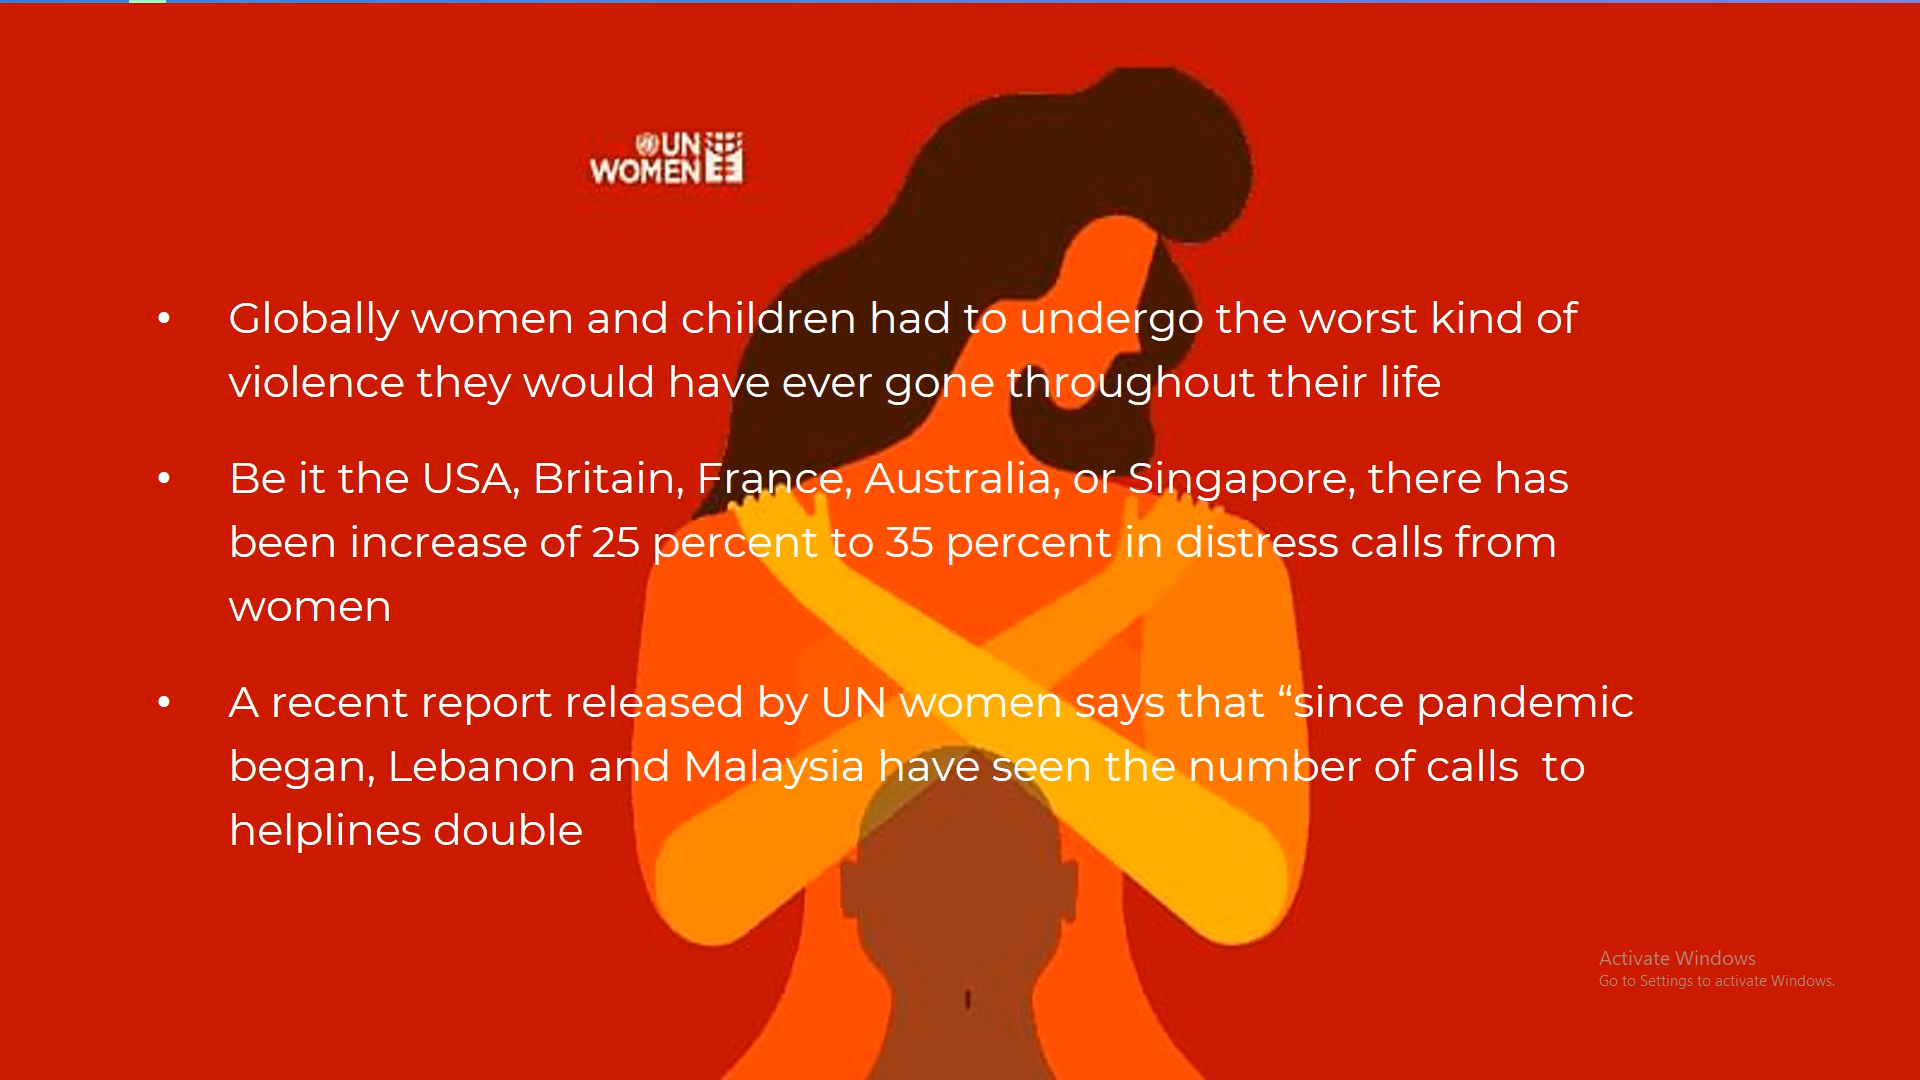 UN
WOMEN
• Globally women and children had to undergo the worst kind of
violence they would have ever gone throughout their life
• Be it the USA, Britain, France, Australia, or Singapore, there has
been increase of 25 percent to 35 percent in distress calls from
women
• A recent report released by UN women says that “since pandemic
began, Lebanon and Malaysia have seen the number of calls  to
helplines double
Activate Windows
Go to Settings to activate Windows.